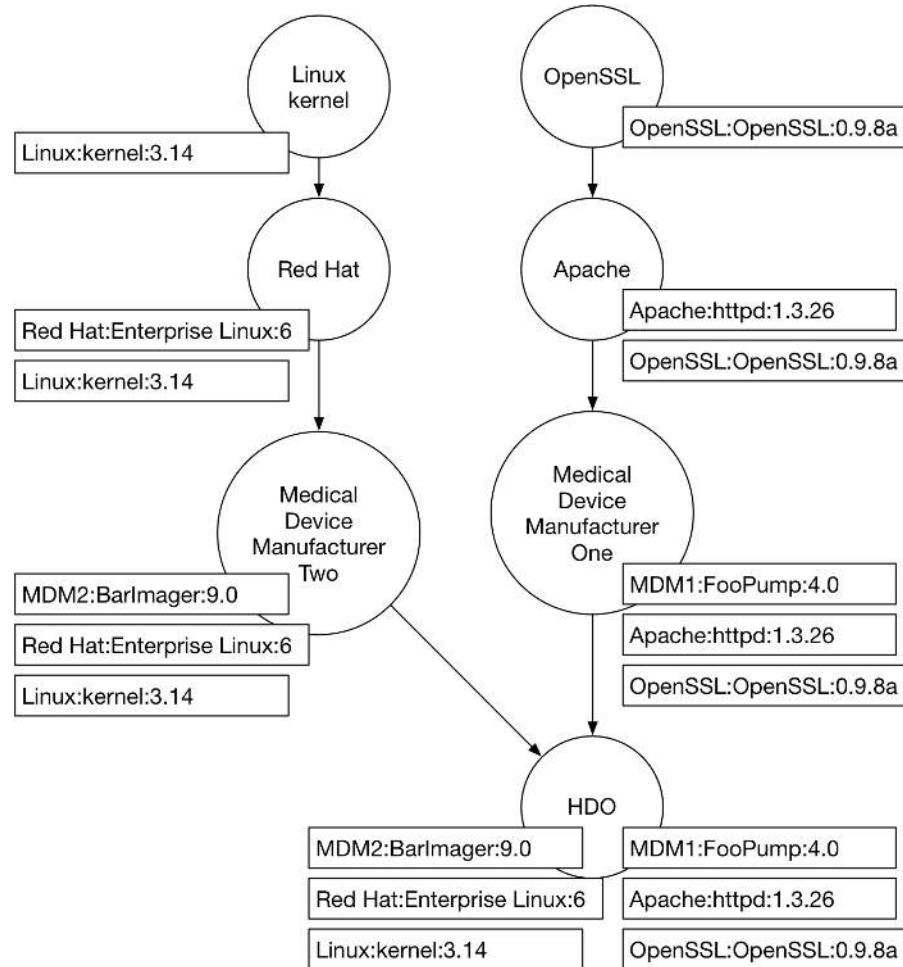 Linux
kernel
OpenSSL
Linux:kernel:3.14
OpenSSL:OpenSSL:0.9.8a
Red Hat
Apache
Red Hat:Enterprise Linux:6
Apache:httpd:1.3.26
Linux:kernel:3.14
OpenSSL:OpenSSL:0.9.8a
Medical
Device
Manufacturer
Two
Medical
Device
Manufacturer
One
MDM2:BarImager:9.0
MDM1:FooPump:4.0
Red Hat:Enterprise Linux:6
Apache:httpd:1.3.26
Linux:kernel:3.14
OpenSSL:OpenSSL:0.9.8a
HDO
MDM2:BarImager:9.0
MDM1:FooPump:4.0
Red Hat:Enterprise Linux:6
Apache:httpd:1.3.26
Linux:kernel:3.14
OpenSSL:OpenSSL:0.9.8a